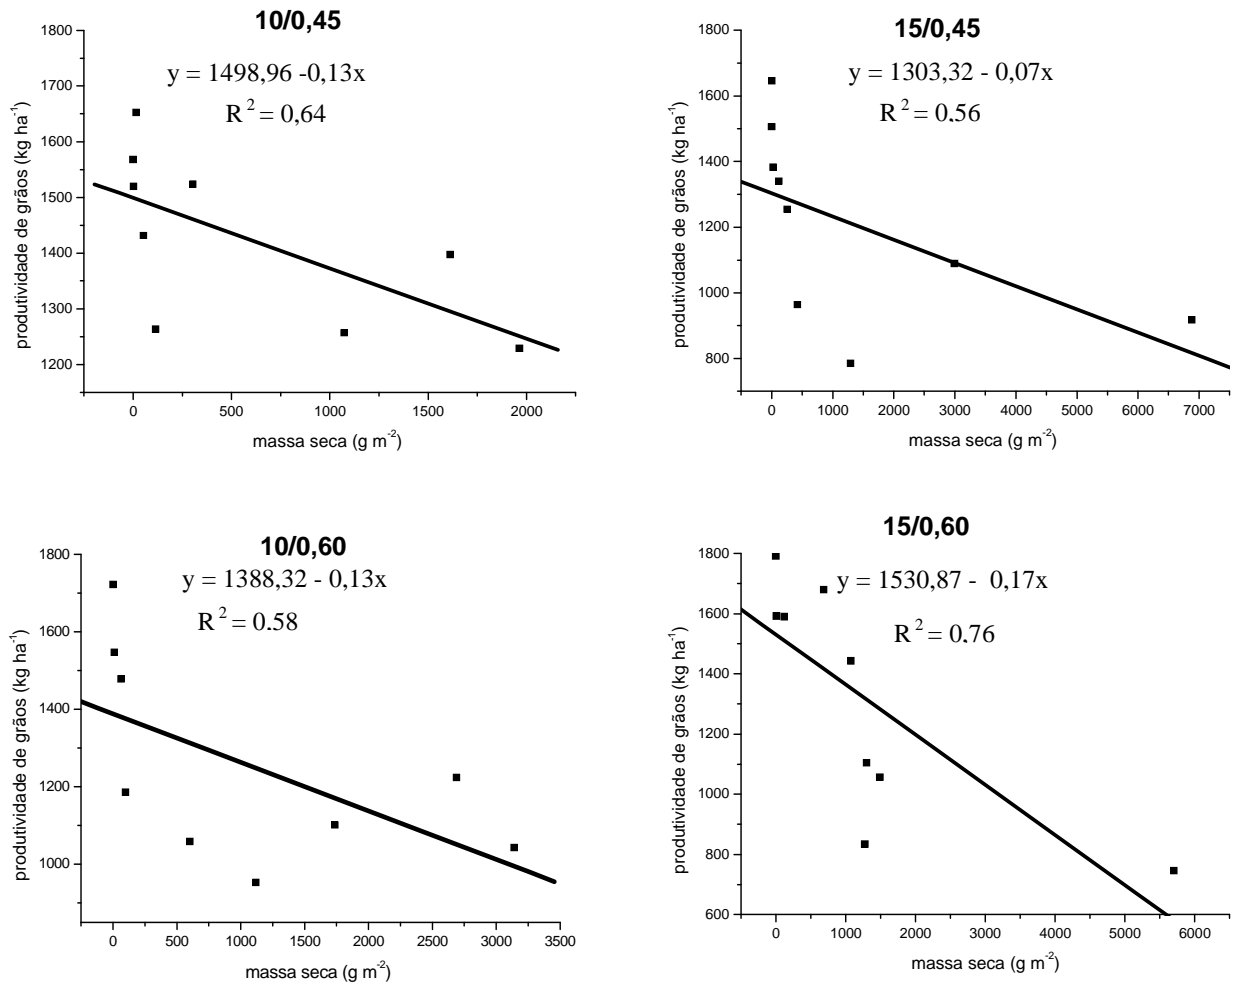 10/0,45
y = 1498,96 -0,13x
R² = 0,64
produtividade de grãos (kg ha⁻¹)
1800
1700
1600
1500
1400
1300
1200
0 500 1000 1500 2000
massa seca (g m⁻²)
15/0,45
y = 1303,32 - 0,07x
R² = 0,56
produtividade de grãos (kg ha⁻¹)
1800
1600
1400
1200
1000
800
0 1000 2000 3000 4000 5000 6000 7000
massa seca (g m⁻²)
10/0,60
y = 1388,32 - 0,13x
R² = 0.58
produtividade de grãos (kg ha⁻¹)
1800
1600
1400
1200
1000
0 500 1000 1500 2000 2500 3000 3500
massa seca (g m⁻²)
15/0,60
y = 1530,87 - 0,17x
R² = 0,76
produtividade de grãos (kg ha⁻¹)
1800
1600
1400
1200
1000
800
600
0 1000 2000 3000 4000 5000 6000
massa seca (g m⁻²)